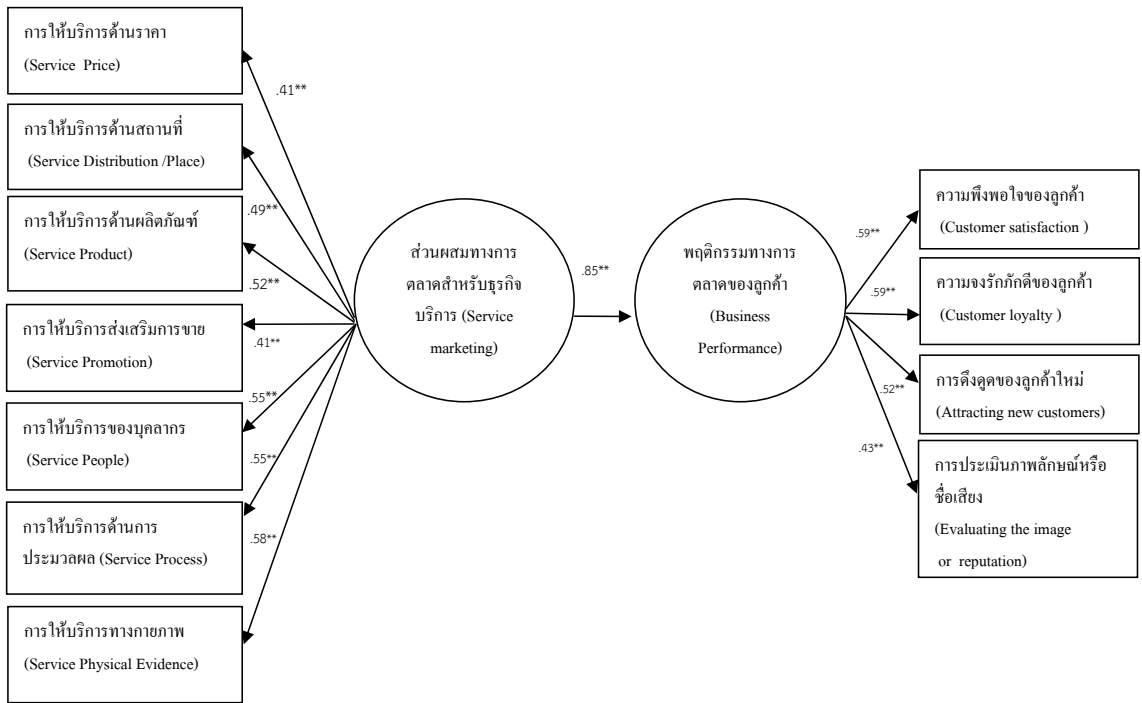 การให้บริการด้านราคา
(Service Price)
.41**
การให้บริการด้านสถานที่
(Service Distribution /Place)
.49**
การให้บริการด้านผลิตภัณฑ์
(Service Product)
.52**
การให้บริการส่งเสริมการขาย
(Service Promotion)
.41**
การให้บริการของบุคลากร
(Service People)
.55**
การให้บริการด้านการ
ประมวลผล (Service Process)
.55**
การให้บริการทางกายภาพ
(Service Physical Evidence)
.58**
ส่วนผสมทางการ
ตลาดสำหรับธุรกิจ
บริการ (Service
marketing)
.85**
พฤติกรรมทางการ
ตลาดของลูกค้า
(Business
Performance)
.59**
ความพึงพอใจของลูกค้า
(Customer satisfaction )
.59**
ความจงรักภักดีของลูกค้า
(Customer loyalty )
.52**
การดึงดูดของลูกค้าใหม่
(Attracting new customers)
.43**
การประเมินภาพลักษณ์หรือ
ชื่อเสียง
(Evaluating the image
or reputation)